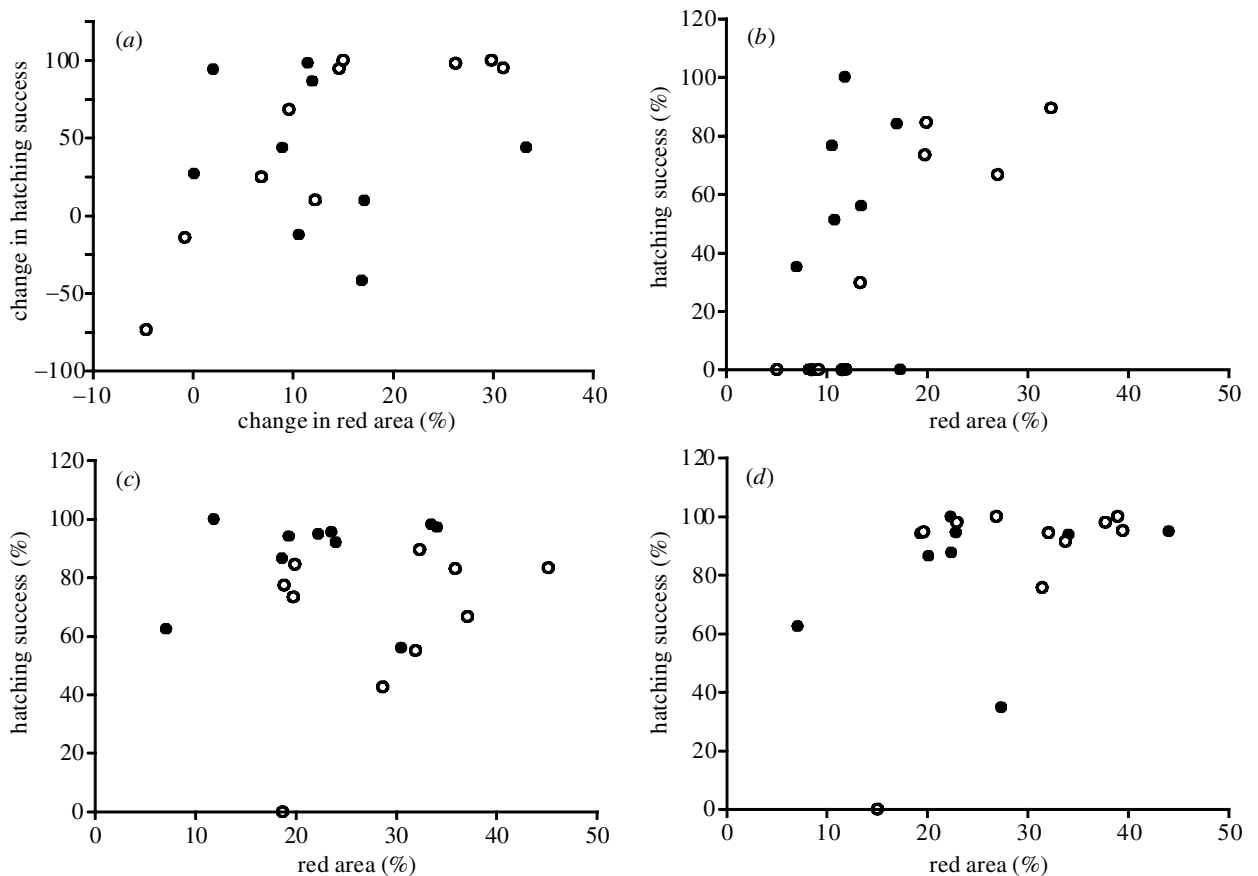 (a)
change in hatching success
100
50
0
−50
−100
−10 0 10 20 30 40
change in red area (%)
(b)
hatching success (%)
120
100
80
60
40
20
0
0 10 20 30 40 50
red area (%)
(c)
hatching success (%)
120
100
80
60
40
20
0
0 10 20 30 40 50
red area (%)
(d)
hatching success (%)
120
100
80
60
40
20
0
0 10 20 30 40 50
red area (%)